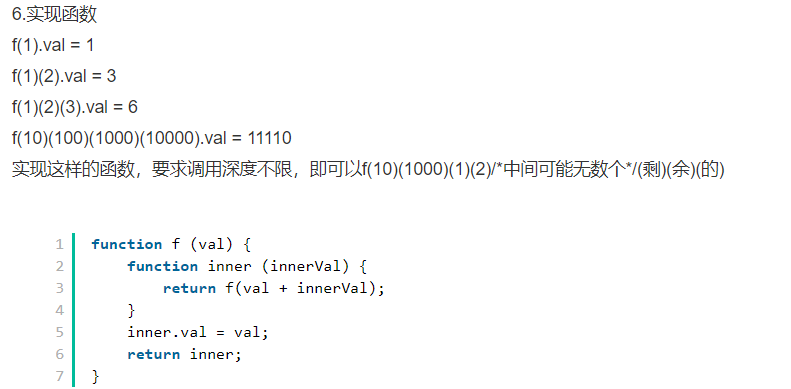 6.实现函数
f(1).val = 1
f(1)(2).val = 3
f(1)(2)(3).val = 6
f(10)(100)(1000)(10000).val = 11110
实现这样的函数，要求调用深度不限，即可以f(10)(1000)(1)(2)/*中间可能无数个*/(剩)(余)(的)
1 function f (val) {
2     function inner (innerVal) {
3         return f(val + innerVal);
4     }
5     inner.val = val;
6     return inner;
7 }